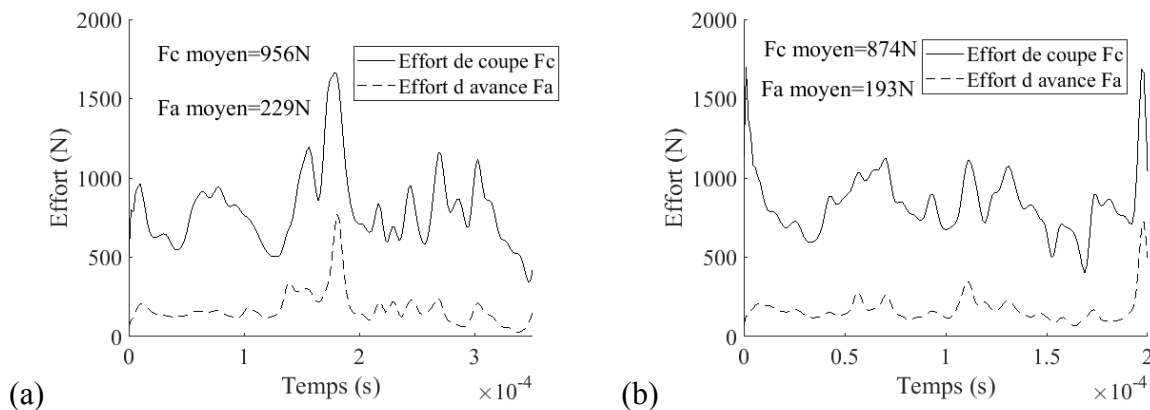 2000
1500
1000
500
0
Effort (N)
Fc moyen=956N
Fa moyen=229N
Effort de coupe Fc
Effort d avance Fa
0
1
2
3
Temps (s)
×10⁻⁴
(a)
2000
1500
1000
500
0
Effort (N)
Fc moyen=874N
Fa moyen=193N
Effort de coupe Fc
Effort d avance Fa
0
0.5
1
1.5
2
Temps (s)
×10⁻⁴
(b)